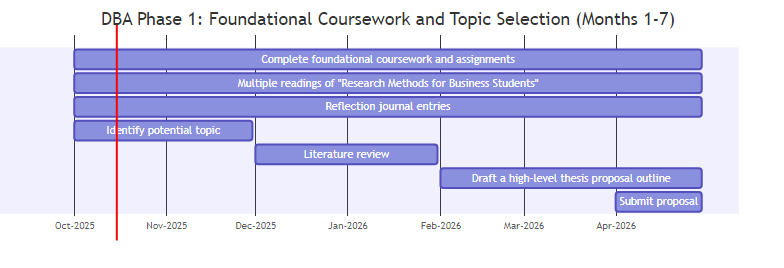 DBA Phase 1: Foundational Coursework and Topic Selection (Months 1-7)
Complete foundational coursework and assignments
Multiple readings of "Research Methods for Business Students"
Reflection journal entries
Identify potential topic
Literature review
Draft a high-level thesis proposal outline
Submit proposal
Oct-2025 Nov-2025 Dec-2025 Jan-2026 Feb-2026 Mar-2026 Apr-2026